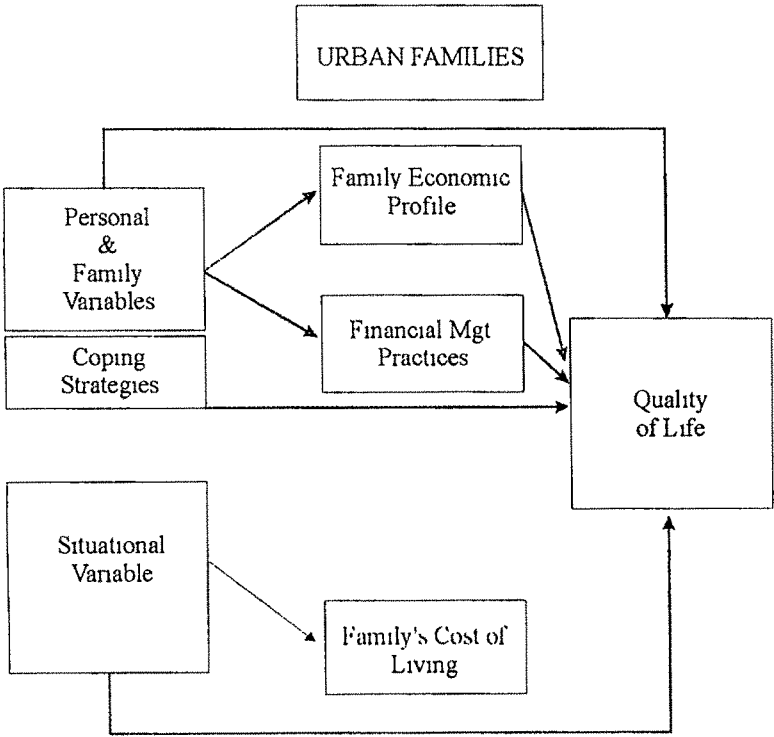 URBAN FAMILIES
Family Economic
Profile
Personal
&
Family
Variables
Financial Mgt
Practices
Coping
Strategies
Quality
of Life
Situational
Variable
Family's Cost of
Living